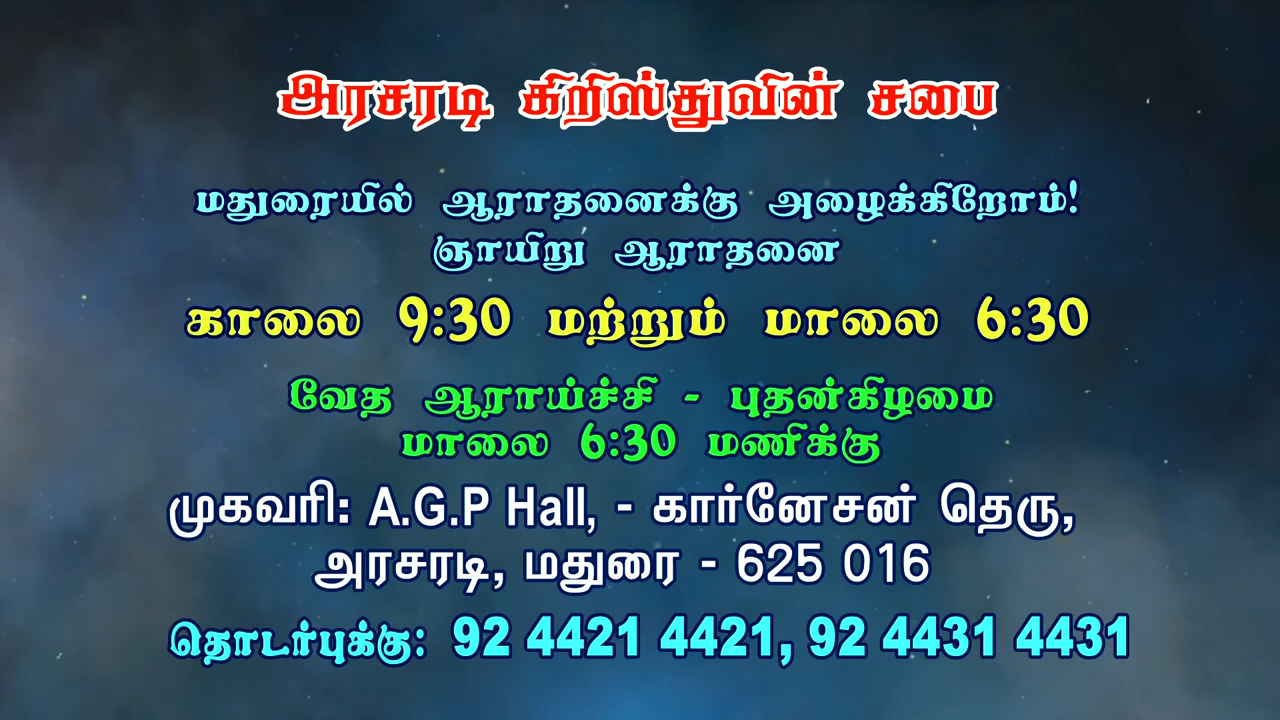 அரசரடி கிறிஸ்துவின் சபை
மதுரையில் ஆராதனைக்கு அழைக்கிறோம்!
ஞாயிறு ஆராதனை
காலை 9:30 மற்றும் மாலை 6:30
வேத ஆராய்ச்சி - புதன்கிழமை
மாலை 6:30 மணிக்கு
முகவரி: A.G.P Hall, - கார்னேசன் தெரு,
அரசரடி, மதுரை - 625 016
தொடர்புக்கு: 92 4421 4421, 92 4431 4431